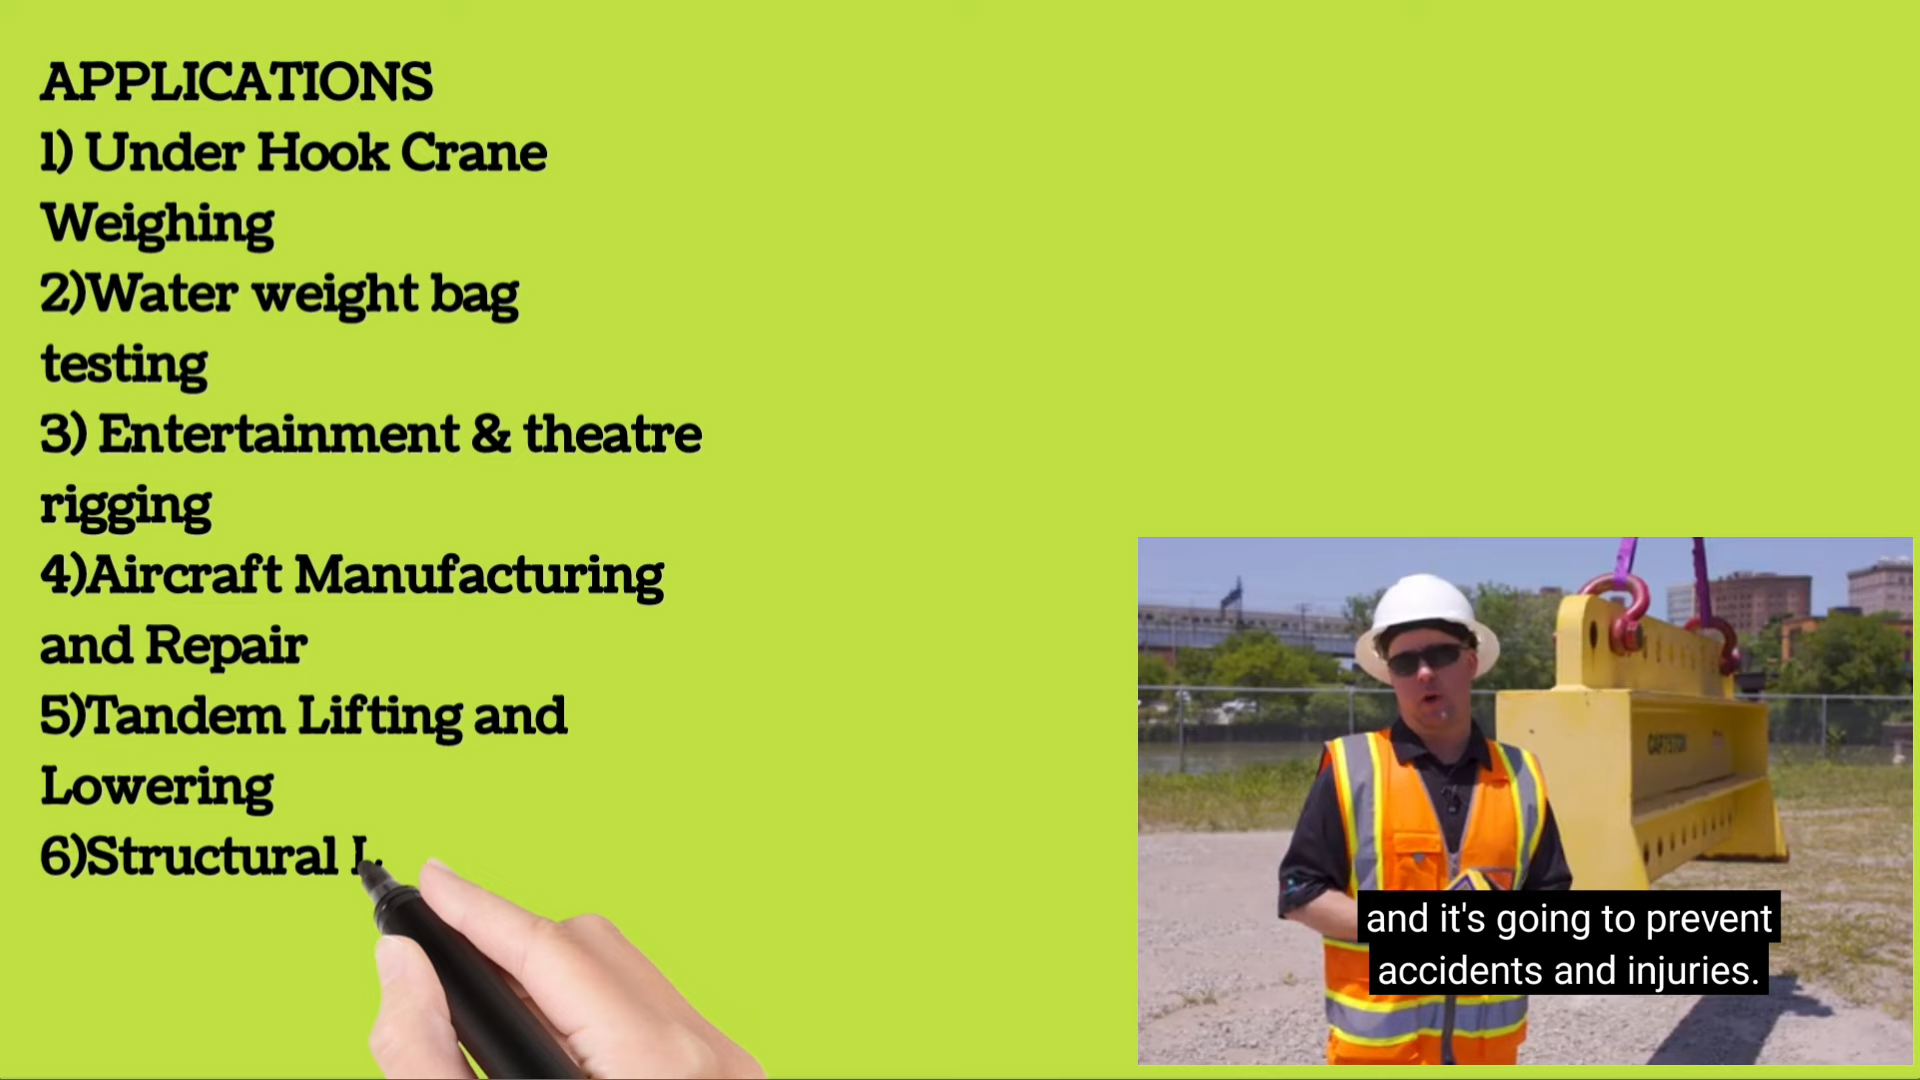 APPLICATIONS
1) Under Hook Crane
Weighing
2)Water weight bag
testing
3) Entertainment & theatre
rigging
4)Aircraft Manufacturing
and Repair
5)Tandem Lifting and
Lowering
6)Structural L
and it's going to prevent
accidents and injuries.